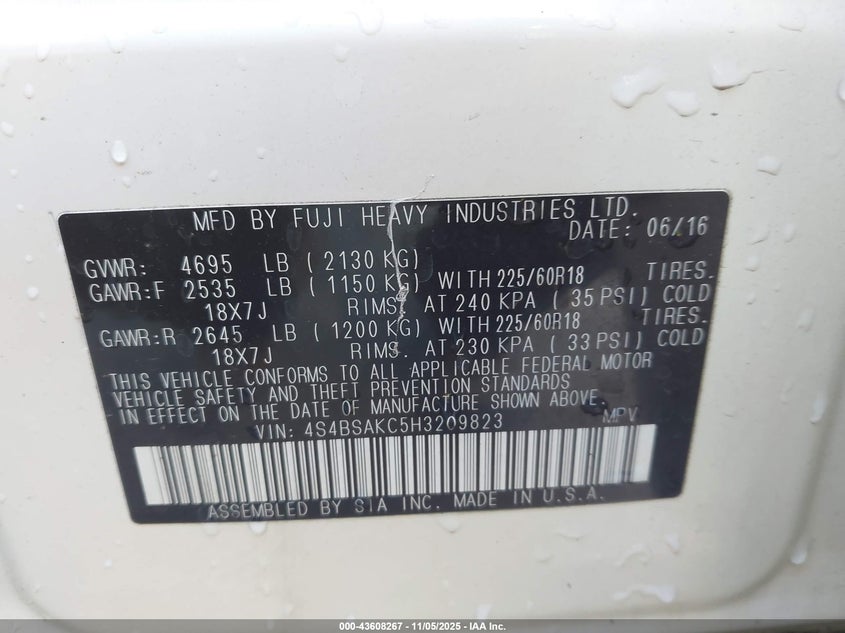 MFD BY FUJI HEAVY INDUSTRIES LTD.
DATE: 06/16
GVWR: 4695 LB ( 2130 KG)
GAWR:F 2535 LB ( 1150 KG) WITH 225/60R18 TIRES.
18X7J RIMS. AT 240 KPA ( 35 PSI) COLD
GAWR:R 2645 LB ( 1200 KG) WITH 225/60R18 TIRES.
18X7J RIMS. AT 230 KPA ( 33 PSI) COLD
THIS VEHICLE CONFORMS TO ALL APPLICABLE FEDERAL MOTOR
VEHICLE SAFETY AND THEFT PREVENTION STANDARDS
IN EFFECT ON THE DATE OF MANUFACTURE SHOWN ABOVE.
VIN: 4S4BSAKC5H3209823 MPV
ASSEMBLED BY SIA INC. MADE IN U.S.A.
000-43608267 - 11/05/2025 - IAA Inc.